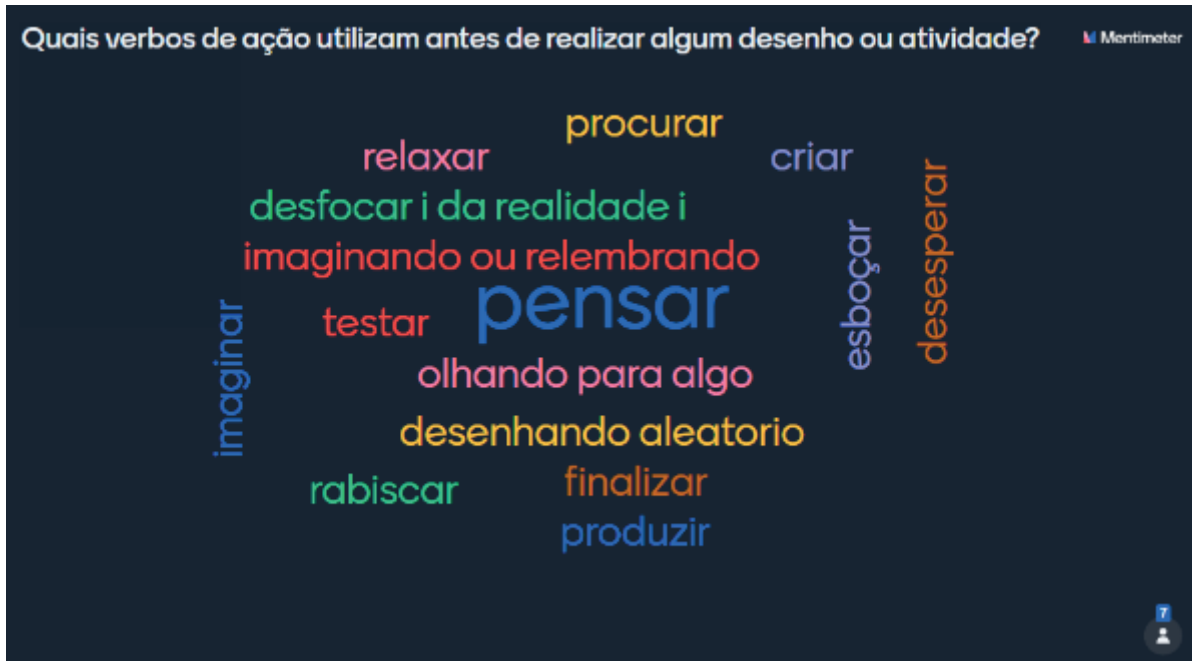 Quais verbos de ação utilizam antes de realizar algum desenho ou atividade?
Mentimeter
procurar
relaxar
criar
desfocar i da realidade i
desesperar
esboçar
imaginando ou relembrando
pensar
testar
imaginar
olhando para algo
desenhando aleatorio
rabiscar
finalizar
produzir
7